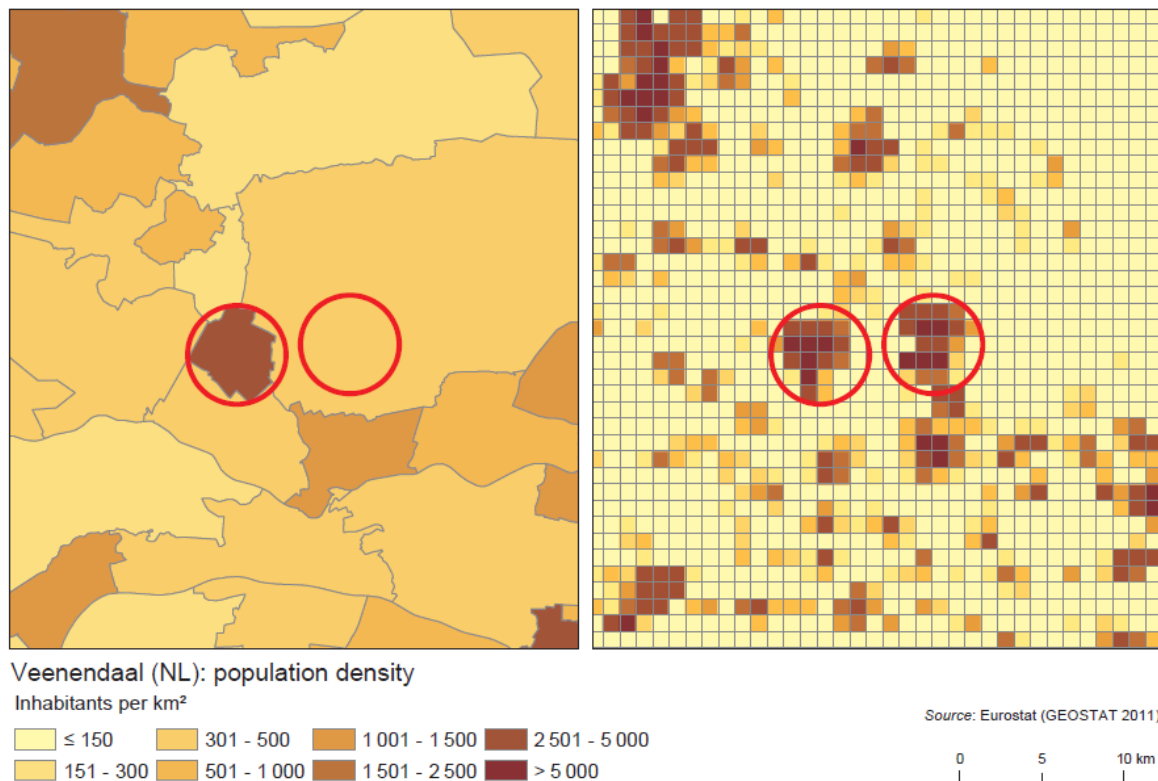 Veenendaal (NL): population density
Inhabitants per km²
≤ 150
301 - 500
1 001 - 1 500
2 501 - 5 000
151 - 300
501 - 1 000
1 501 - 2 500
> 5 000
Source: Eurostat (GEOSTAT 2011)
0 5 10 km